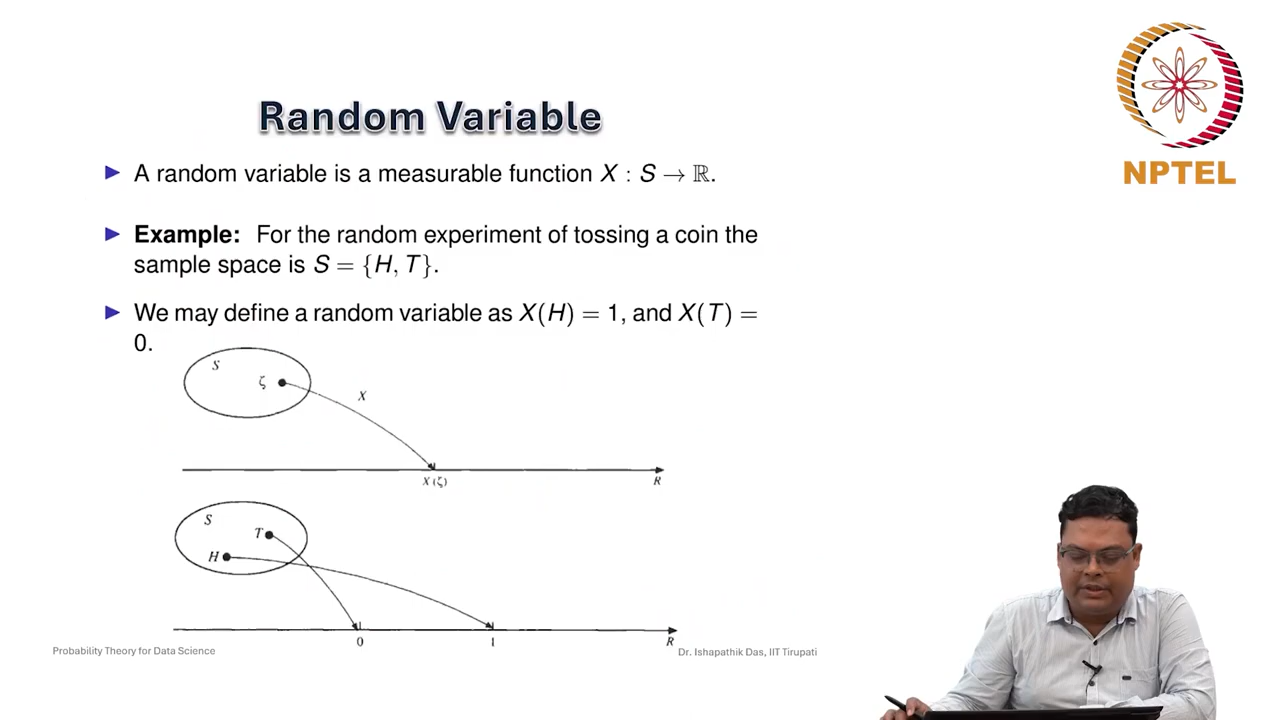 Random Variable
NPTEL
▶ A random variable is a measurable function X : S → ℝ.
▶ Example: For the random experiment of tossing a coin the
sample space is S = {H, T}.
▶ We may define a random variable as X(H) = 1, and X(T) =
0.
S
ζ
X
X(ζ)
R
S
T
H
0
1
R
Probability Theory for Data Science
Dr. Ishapathik Das, IIT Tirupati